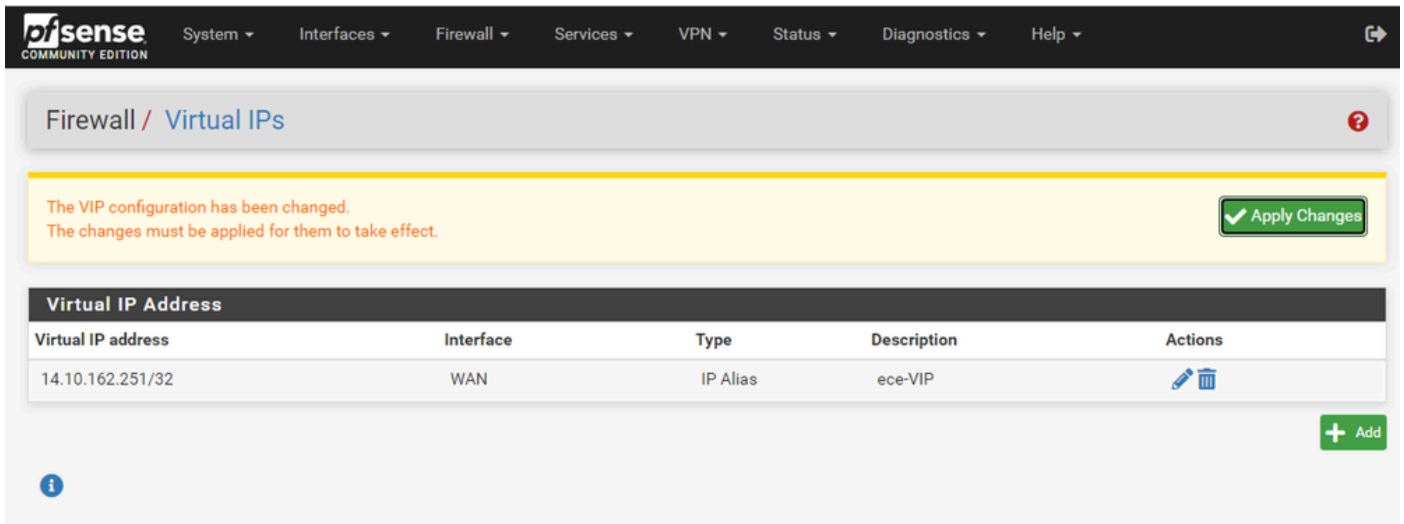 pfsense System Interfaces Firewall Services VPN Status Diagnostics Help
COMMUNITY EDITION
Firewall / Virtual IPs
The VIP configuration has been changed.
The changes must be applied for them to take effect.
Apply Changes
Virtual IP Address
Virtual IP address Interface Type Description Actions
14.10.162.251/32 WAN IP Alias ece-VIP
Add